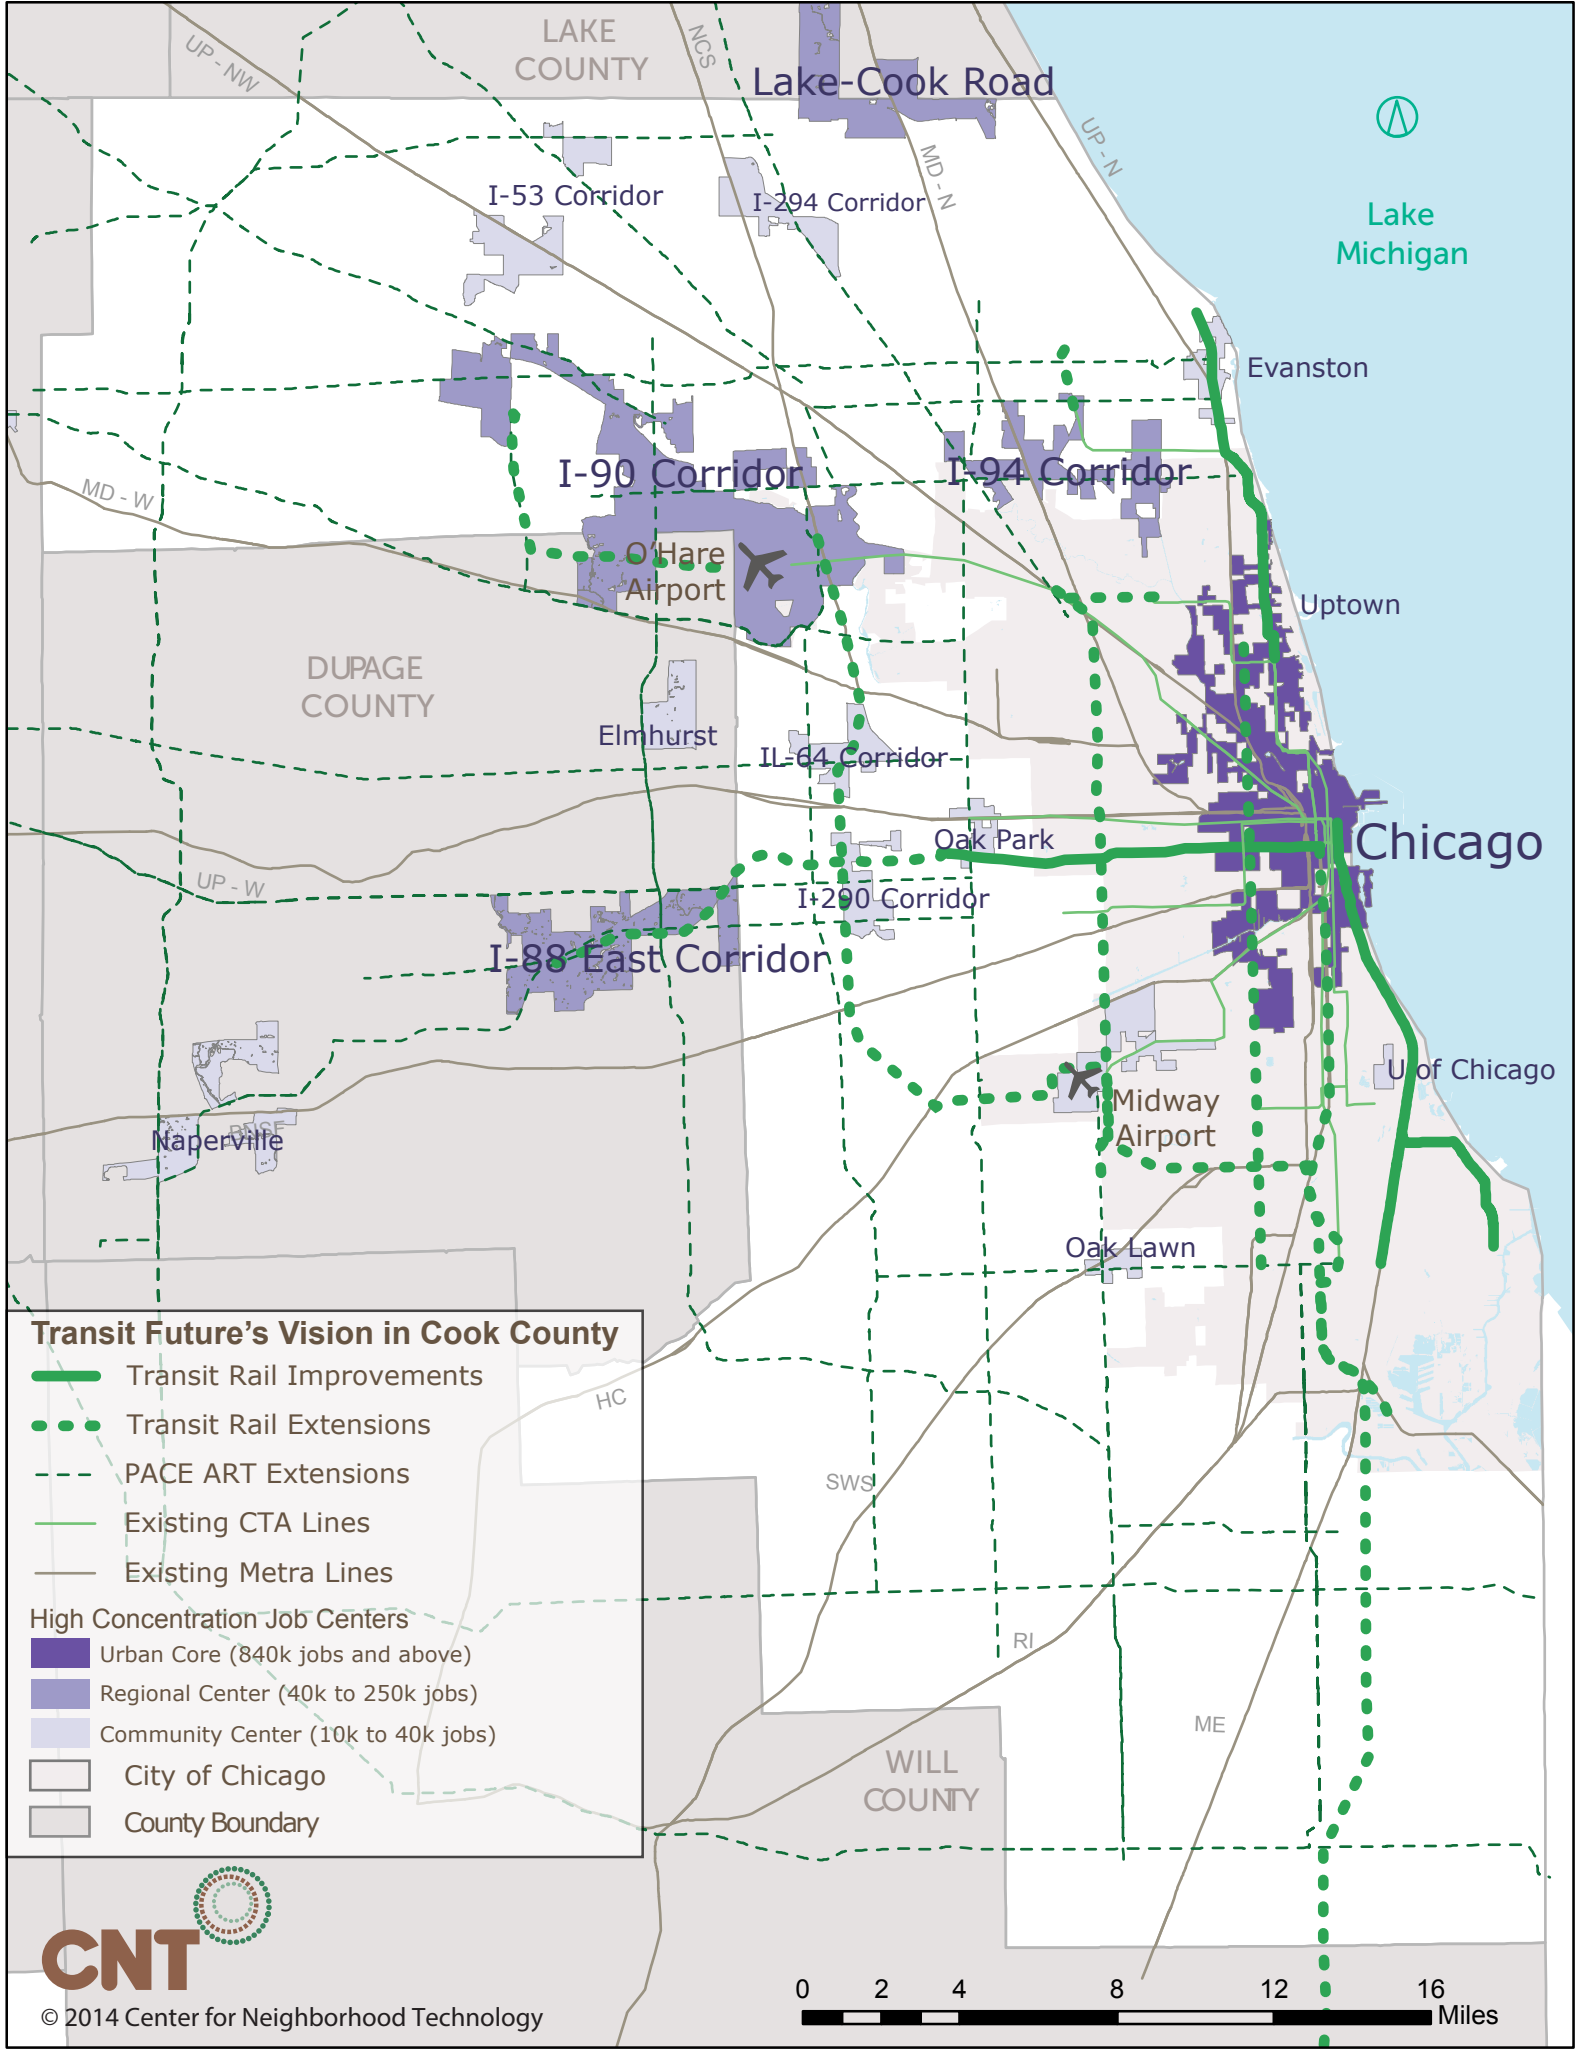 LAKE
COUNTY
UP - NW
NCS
Lake-Cook Road
UP - N
MD - N
I-53 Corridor
I-294 Corridor
Lake
Michigan
Evanston
I-90 Corridor
I-94 Corridor
MD - W
O'Hare
Airport
Uptown
DUPAGE
COUNTY
Elmhurst
IL-64 Corridor
Oak Park
Chicago
UP - W
I-290 Corridor
I-88 East Corridor
U of Chicago
Midway
Airport
BNSF
Naperville
Oak Lawn
Transit Future's Vision in Cook County
Transit Rail Improvements
Transit Rail Extensions
PACE ART Extensions
Existing CTA Lines
Existing Metra Lines
High Concentration Job Centers
Urban Core (840k jobs and above)
Regional Center (40k to 250k jobs)
Community Center (10k to 40k jobs)
City of Chicago
County Boundary
HC
SWS
RI
ME
WILL
COUNTY
CNT
© 2014 Center for Neighborhood Technology
0 2 4 8 12 16
Miles